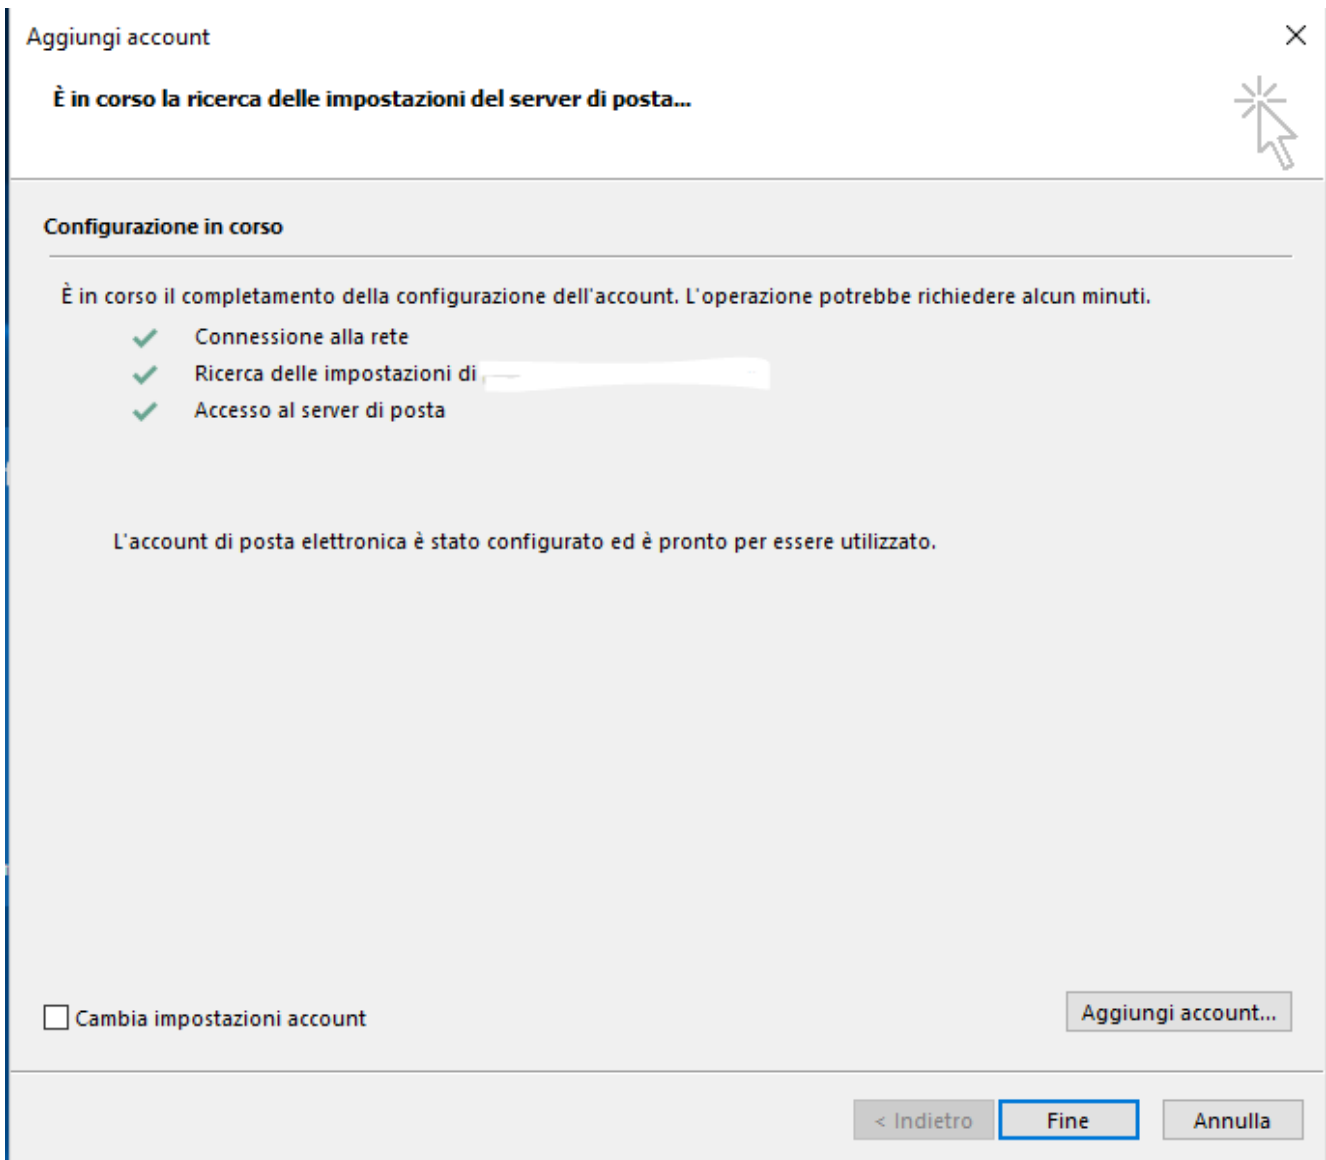 Aggiungi account
È in corso la ricerca delle impostazioni del server di posta...
Configurazione in corso
È in corso il completamento della configurazione dell'account. L'operazione potrebbe richiedere alcun minuti.
Connessione alla rete
Ricerca delle impostazioni di
Accesso al server di posta
L'account di posta elettronica è stato configurato ed è pronto per essere utilizzato.
Cambia impostazioni account
Aggiungi account...
< Indietro
Fine
Annulla